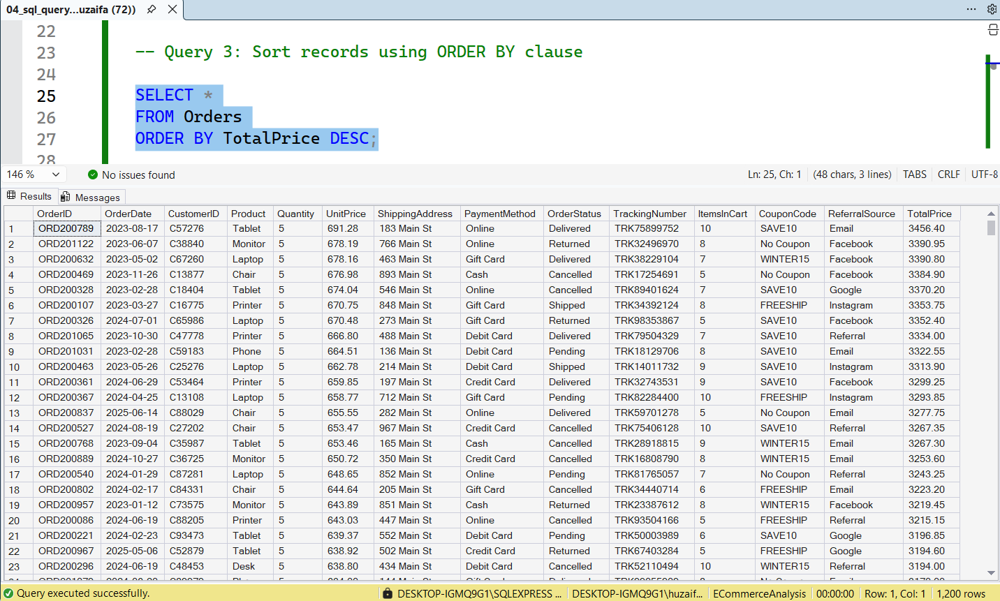 04_sql_query...uzaifa (72))
22
23 -- Query 3: Sort records using ORDER BY clause
24
25 SELECT *
26 FROM Orders
27 ORDER BY TotalPrice DESC;
28
146 % No issues found Ln: 25, Ch: 1 (48 chars, 3 lines) TABS CRLF UTF-8
Results Messages
OrderID OrderDate CustomerID Product Quantity UnitPrice ShippingAddress PaymentMethod OrderStatus TrackingNumber ItemsInCart CouponCode ReferralSource TotalPrice
1 ORD200789 2023-08-17 C57276 Tablet 5 691.28 183 Main St Online Delivered TRK75899752 10 SAVE10 Email 3456.40
2 ORD201122 2023-06-07 C38840 Monitor 5 678.19 766 Main St Online Returned TRK32496970 8 No Coupon Facebook 3390.95
3 ORD200632 2023-05-02 C67260 Laptop 5 678.16 463 Main St Gift Card Delivered TRK38229104 7 WINTER15 Facebook 3390.80
4 ORD200469 2023-11-26 C13877 Chair 5 676.98 893 Main St Cash Cancelled TRK17254691 5 No Coupon Facebook 3384.90
5 ORD200328 2023-02-28 C18404 Tablet 5 674.04 546 Main St Online Cancelled TRK89401624 7 SAVE10 Google 3370.20
6 ORD200107 2023-03-27 C16775 Printer 5 670.75 848 Main St Gift Card Shipped TRK34392124 8 FREESHIP Instagram 3353.75
7 ORD200326 2024-07-01 C65986 Laptop 5 670.48 273 Main St Gift Card Returned TRK98353867 5 SAVE10 Facebook 3352.40
8 ORD201065 2023-10-30 C47778 Printer 5 666.80 488 Main St Debit Card Delivered TRK79504329 7 SAVE10 Referral 3334.00
9 ORD201031 2023-02-28 C59183 Phone 5 664.51 136 Main St Debit Card Pending TRK18129706 8 SAVE10 Email 3322.55
10 ORD200463 2023-05-26 C25276 Laptop 5 662.78 214 Main St Debit Card Shipped TRK14011732 9 SAVE10 Instagram 3313.90
11 ORD200361 2024-06-29 C53464 Printer 5 659.85 197 Main St Credit Card Delivered TRK32743531 9 SAVE10 Facebook 3299.25
12 ORD200367 2024-04-25 C13108 Laptop 5 658.77 712 Main St Gift Card Pending TRK82284400 10 FREESHIP Instagram 3293.85
13 ORD200837 2025-06-14 C88029 Chair 5 655.55 282 Main St Online Delivered TRK59701278 5 No Coupon Email 3277.75
14 ORD200527 2024-08-19 C27202 Chair 5 653.47 967 Main St Credit Card Cancelled TRK75406128 10 SAVE10 Referral 3267.35
15 ORD200768 2023-09-04 C35987 Tablet 5 653.46 165 Main St Cash Cancelled TRK28918815 9 WINTER15 Email 3267.30
16 ORD200889 2024-10-27 C36725 Monitor 5 650.72 350 Main St Credit Card Cancelled TRK16808790 8 WINTER15 Email 3253.60
17 ORD200540 2024-01-29 C87281 Laptop 5 648.65 852 Main St Online Pending TRK81765057 7 No Coupon Referral 3243.25
18 ORD200802 2024-02-17 C84331 Chair 5 644.64 205 Main St Gift Card Cancelled TRK34440714 6 FREESHIP Email 3223.20
19 ORD200957 2023-01-12 C73575 Monitor 5 643.89 851 Main St Cash Returned TRK23387612 8 WINTER15 Facebook 3219.45
20 ORD200086 2024-06-19 C88205 Printer 5 643.03 447 Main St Online Cancelled TRK93504166 5 FREESHIP Referral 3215.15
21 ORD200221 2024-02-23 C93473 Tablet 5 639.37 552 Main St Debit Card Pending TRK50003989 6 SAVE10 Google 3196.85
22 ORD200967 2025-05-06 C52879 Tablet 5 638.92 502 Main St Credit Card Returned TRK67403284 5 FREESHIP Google 3194.60
23 ORD200296 2024-06-19 C48453 Desk 5 638.80 434 Main St Debit Card Cancelled TRK52110494 10 WINTER15 Referral 3194.00
Query executed successfully. DESKTOP-IGMQ9G1\SQLEXPRESS ... DESKTOP-IGMQ9G1\huzaif... ECommerceAnalysis 00:00:00 Row: 1, Col: 1 1,200 rows